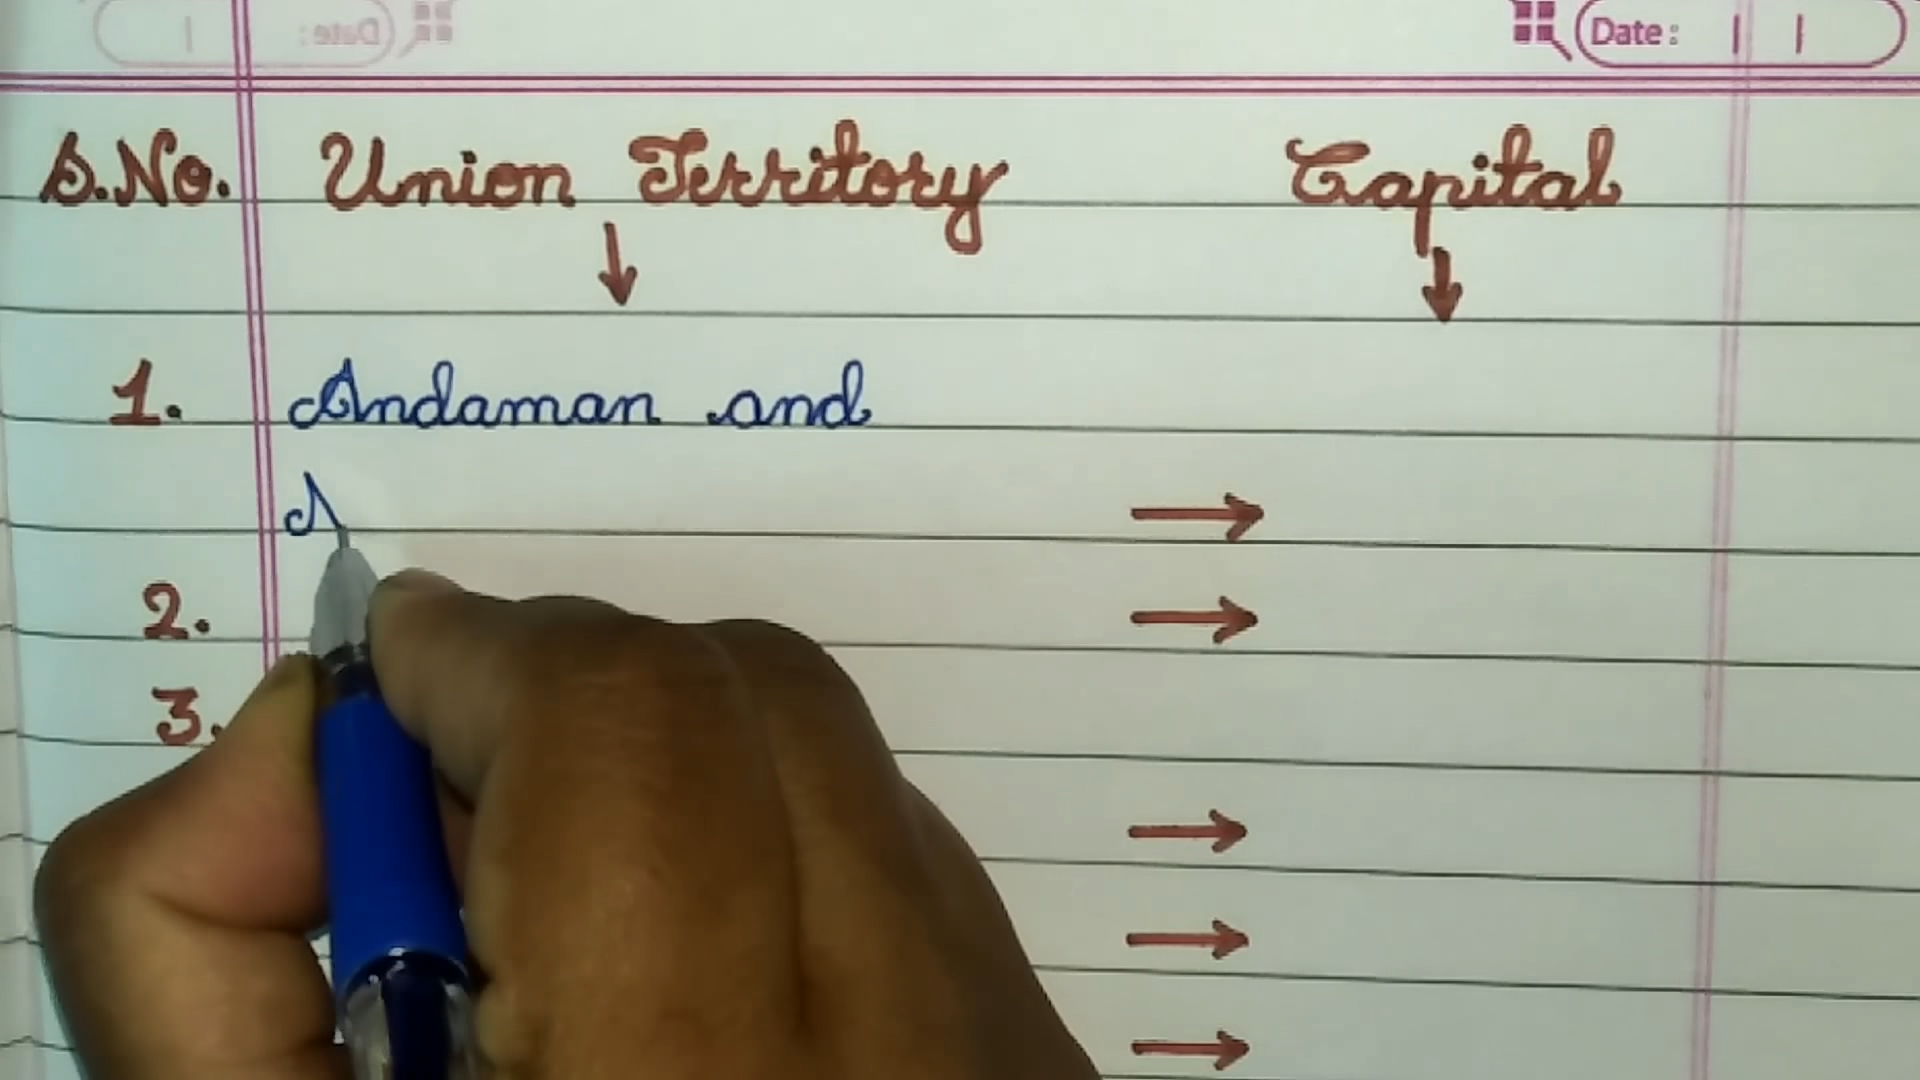 Date:
S.No. Union Territory Capital
1. Andaman and
N
2.
3.